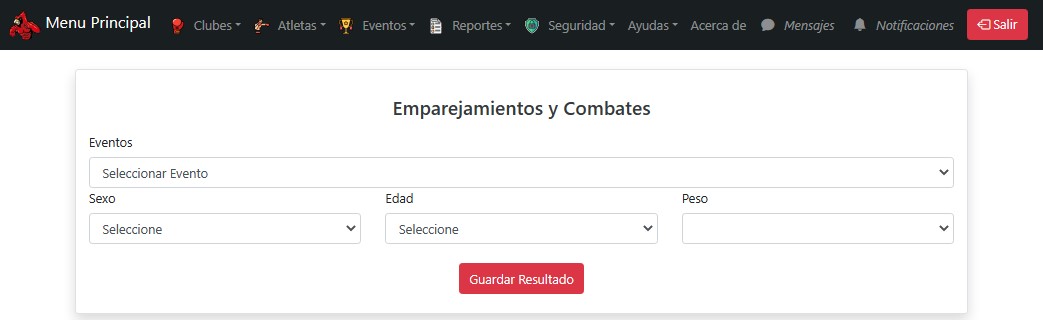 Menu Principal Clubes Atletas Eventos Reportes Seguridad Ayudas Acerca de Mensajes Notificaciones Salir
Emparejamientos y Combates
Eventos
Seleccionar Evento
Sexo Edad Peso
Seleccione Seleccione
Guardar Resultado